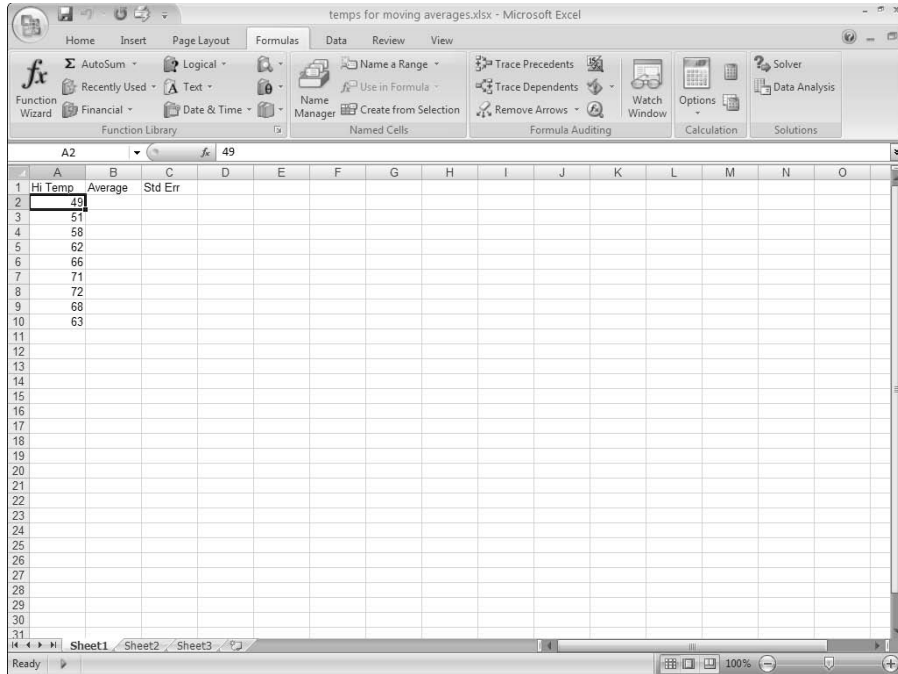 temps for moving averages.xlsx - Microsoft Excel
Home Insert Page Layout Formulas Data Review View
fx Function Wizard
Σ AutoSum
Recently Used
Financial
Logical
A Text
Date & Time
θ
Function Library
Name Manager
Name a Range
Use in Formula
Create from Selection
Named Cells
Trace Precedents
Trace Dependents
Remove Arrows
Formula Auditing
Watch Window
Options
Calculation
Solver
Data Analysis
Solutions
A2 fx 49
A B C D E F G H I J K L M N O
1 Hi Temp Average Std Err
2 49
3 51
4 58
5 62
6 66
7 71
8 72
9 68
10 63
11
12
13
14
15
16
17
18
19
20
21
22
23
24
25
26
27
28
29
30
31
Sheet1 Sheet2 Sheet3
Ready 100%